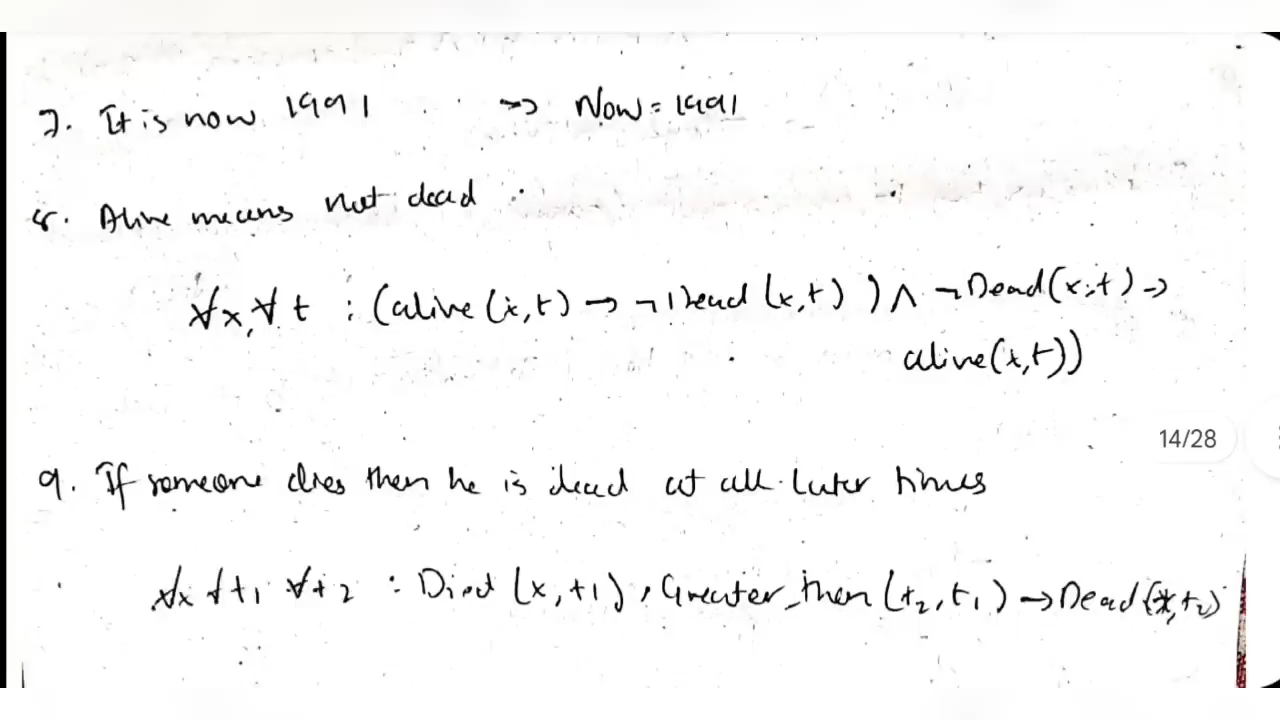 7. It is now 1991 → Now = 1991
8. Alive means not dead
∀x, ∀t : (alive(x,t) → ¬Dead(x,t)) ∧ ¬Dead(x,t) →
alive(x,t))
14/28
9. If someone dies then he is dead at all later times
∀x ∀t1 ∀t2 : Died (x, t1), Greater_then (t2, t1) → Dead(x, t2)